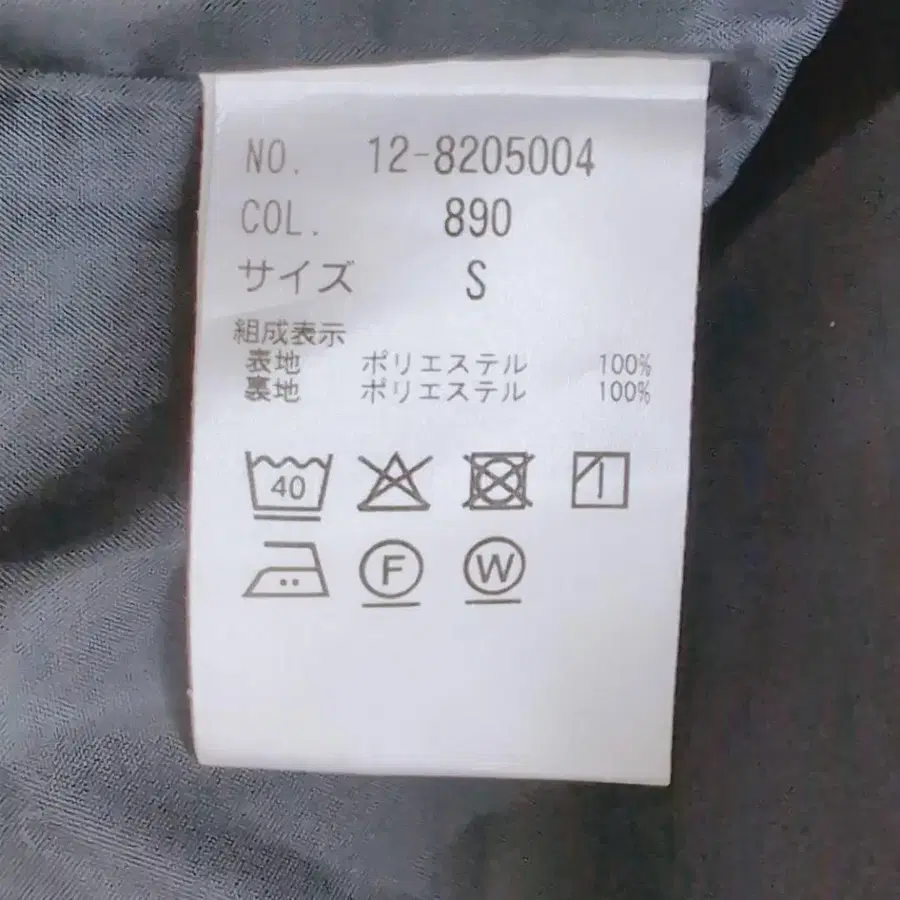 NO. 12-8205004
COL. 890
サイズ S
組成表示
表地 ポリエステル 100%
裏地 ポリエステル 100%
40
F W